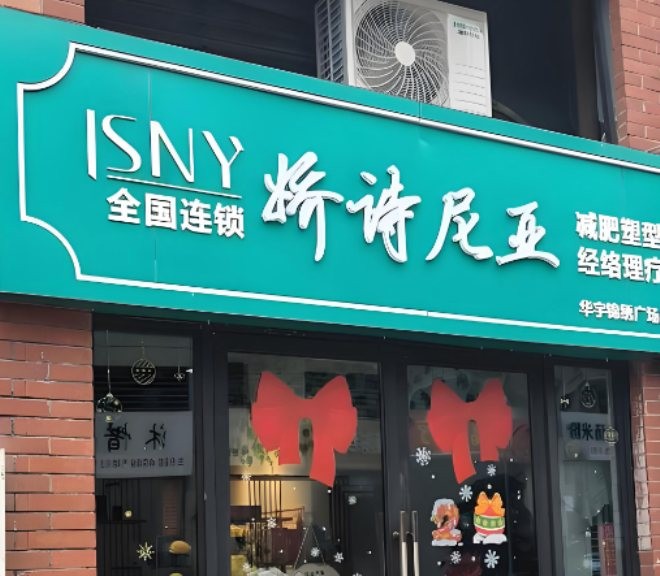 ISNY
全国连锁
娇诗尼亚
减肥塑型
经络理疗
华宇锦绣广场